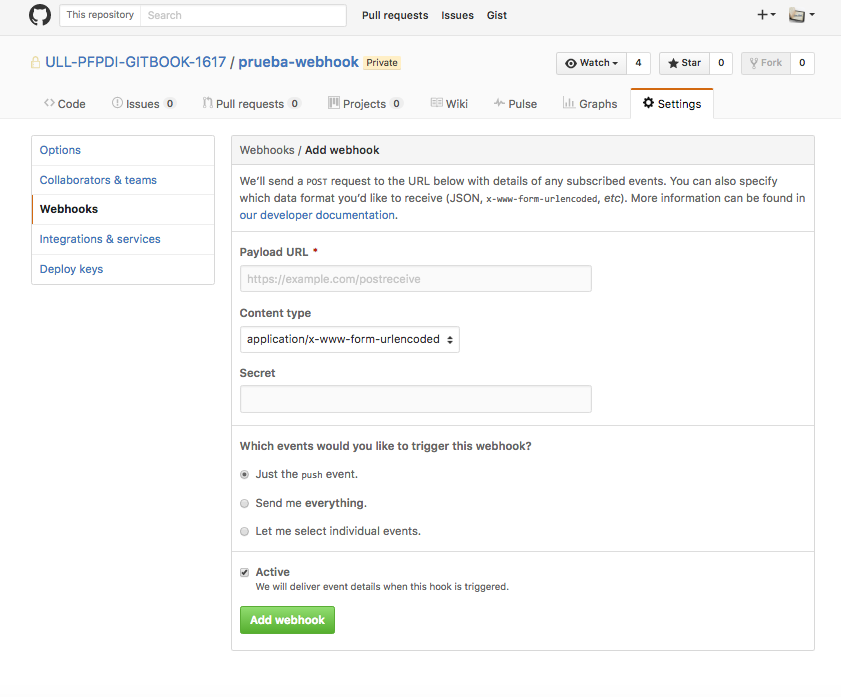 This repository Search Pull requests Issues Gist
ULL-PFPDI-GITBOOK-1617 / prueba-webhook Private Watch 4 Star 0 Fork 0
Code Issues 0 Pull requests 0 Projects 0 Wiki Pulse Graphs Settings
Options
Collaborators & teams
Webhooks
Integrations & services
Deploy keys
Webhooks / Add webhook
We'll send a POST request to the URL below with details of any subscribed events. You can also specify
which data format you'd like to receive (JSON, x-www-form-urlencoded, etc). More information can be found in
our developer documentation.
Payload URL *
https://example.com/postreceive
Content type
application/x-www-form-urlencoded
Secret
Which events would you like to trigger this webhook?
Just the push event.
Send me everything.
Let me select individual events.
Active
We will deliver event details when this hook is triggered.
Add webhook